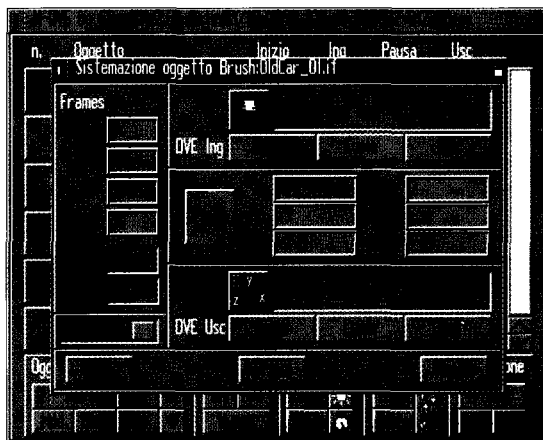 n. Oggetto Inizio Ing Pausa Usc
Sistemazione oggetto Brush:OldCar_01.if
Frames
DVE Ing
y
z x
DVE Usc
Ogg
one